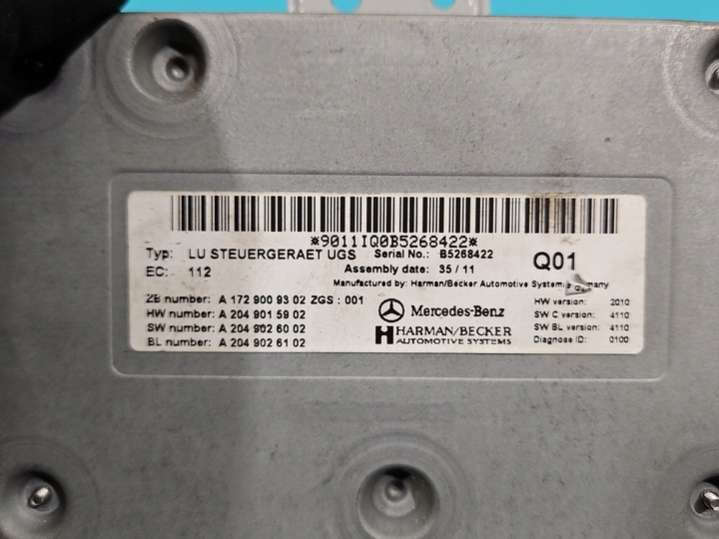 *9011IQ0B5268422*
Typ: LU STEUERGERAET UGS Serial No.: B5268422
EC: 112 Assembly date: 35 / 11 Q01
Manufactured by: Harman/Becker Automotive Systems Germany
ZB number: A 172 900 93 02 ZGS : 001
HW number: A 204 901 59 02
SW number: A 204 902 60 02
BL number: A 204 902 61 02
Mercedes-Benz
HARMAN/BECKER
AUTOMOTIVE SYSTEMS
HW version: 2010
SW C version: 4110
SW BL version: 4110
Diagnose ID: 0100